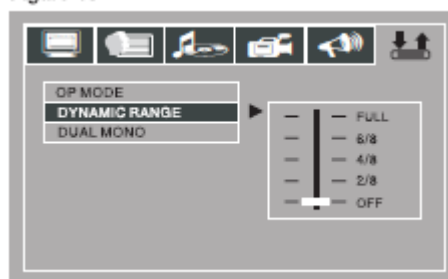 OP MODE
DYNAMIC RANGE
DUAL MONO
FULL
6/8
4/8
2/8
OFF